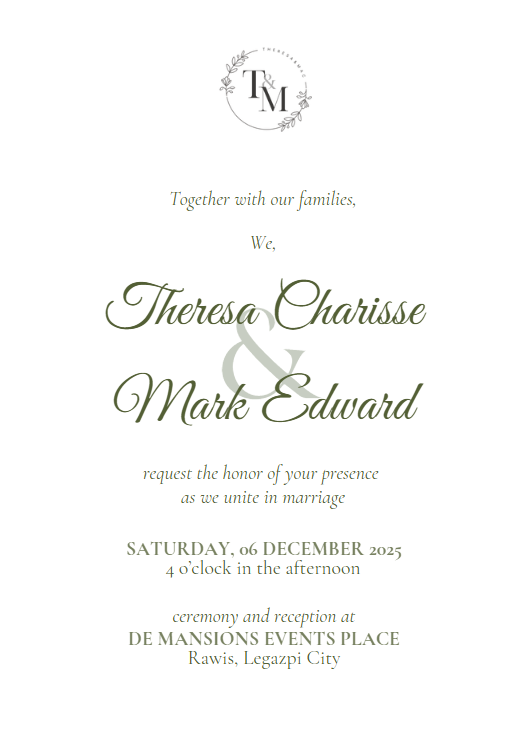 THERESA&MARC
T&M
Together with our families,
We,
Theresa Charisse
&
Mark Edward
request the honor of your presence
as we unite in marriage
SATURDAY, 06 DECEMBER 2025
4 o’clock in the afternoon
ceremony and reception at
DE MANSIONS EVENTS PLACE
Rawis, Legazpi City